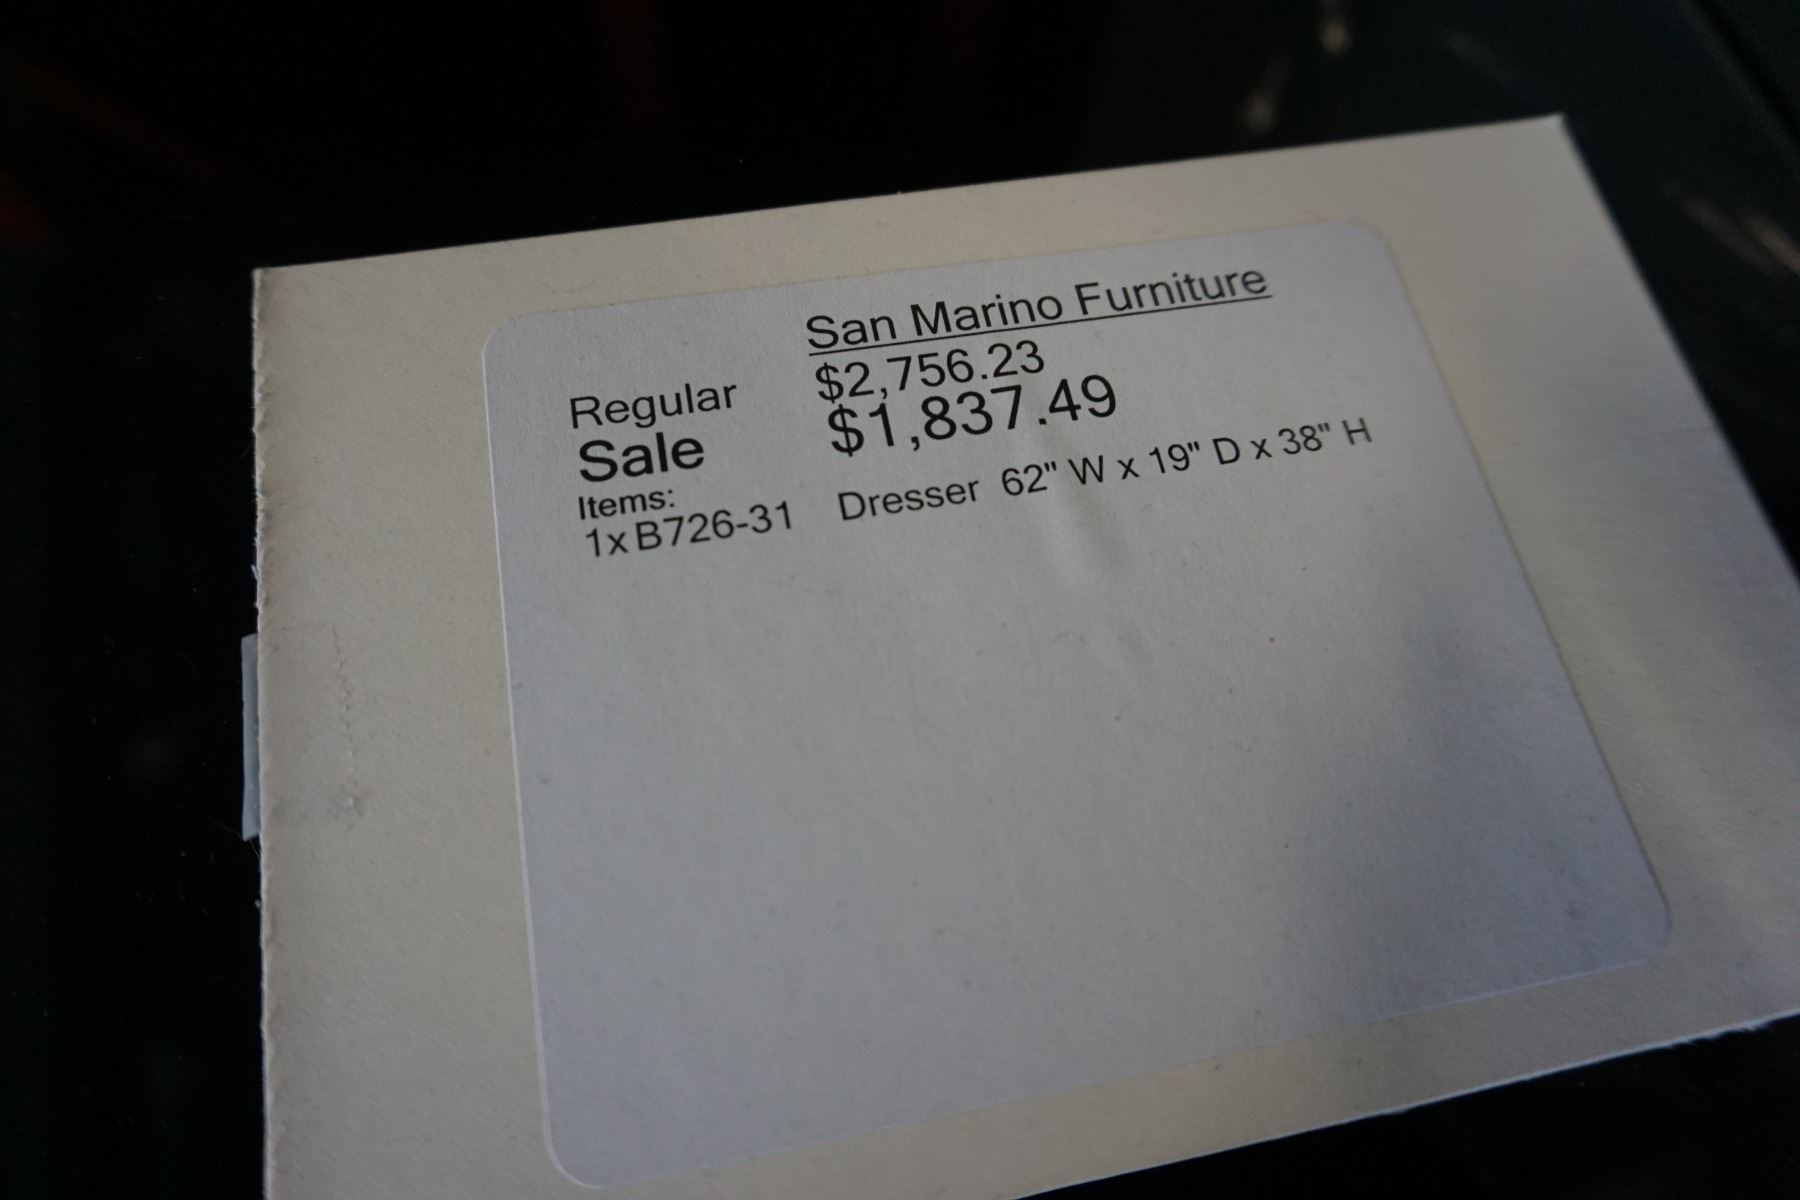 San Marino Furniture
Regular $2,756.23
Sale $1,837.49
Items:
1x B726-31 Dresser 62" W x 19" D x 38" H